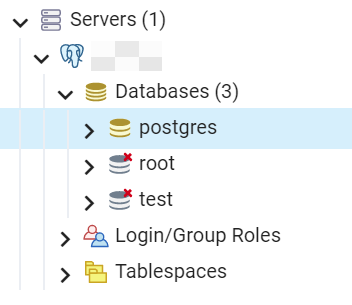 Servers (1)
Databases (3)
postgres
root
test
Login/Group Roles
Tablespaces